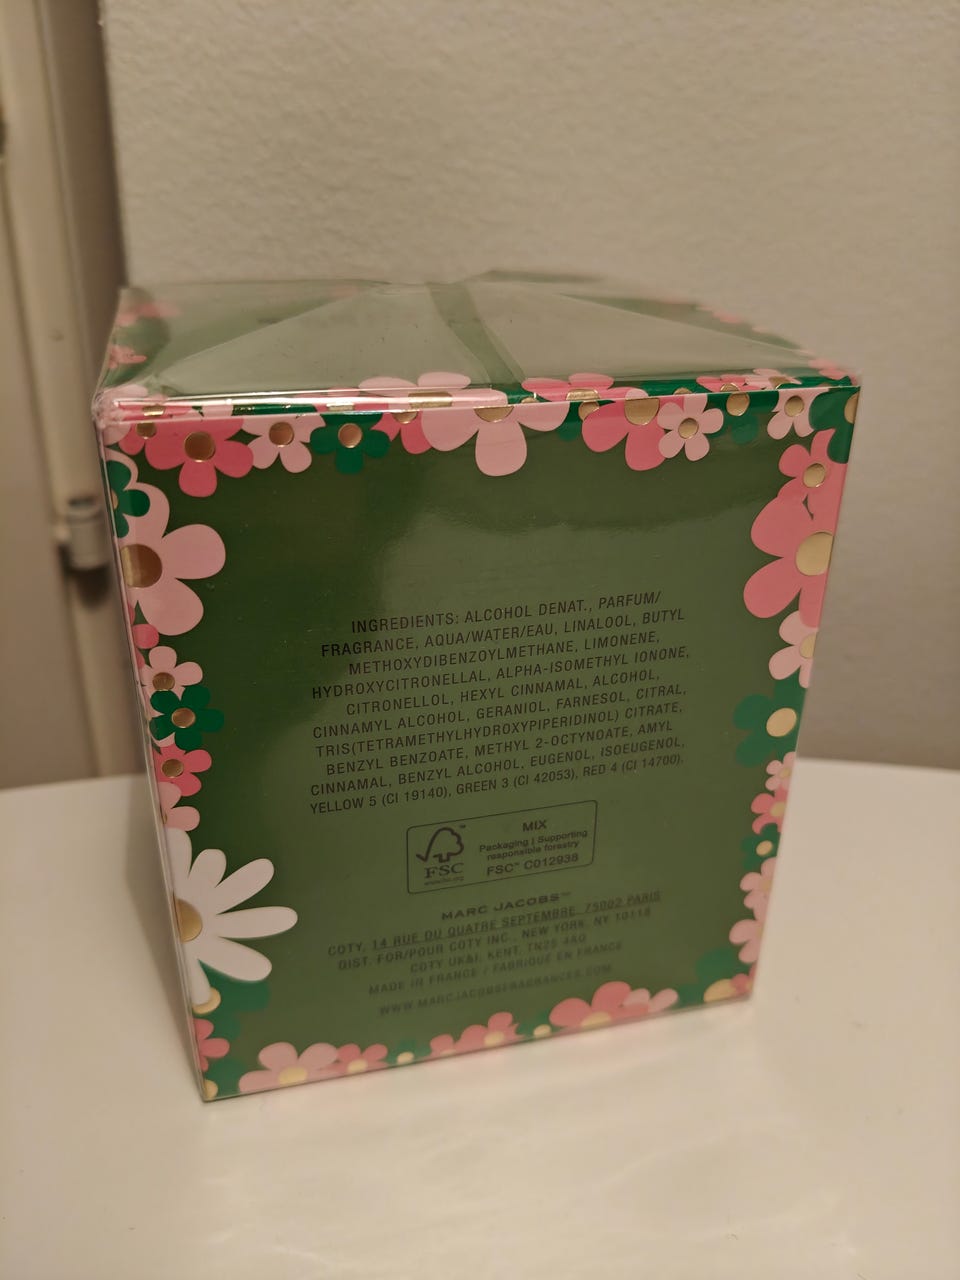 INGREDIENTS: ALCOHOL DENAT., PARFUM/
FRAGRANCE, AQUA/WATER/EAU, LINALOOL, BUTYL
METHOXYDIBENZOYLMETHANE, LIMONENE,
HYDROXYCITRONELLAL, ALPHA-ISOMETHYL IONONE,
CITRONELLOL, HEXYL CINNAMAL, ALCOHOL,
CINNAMYL ALCOHOL, GERANIOL, FARNESOL, CITRAL,
TRIS(TETRAMETHYLHYDROXYPIPERIDINOL) CITRATE,
BENZYL BENZOATE, METHYL 2-OCTYNOATE, AMYL
CINNAMAL, BENZYL ALCOHOL, EUGENOL, ISOEUGENOL,
YELLOW 5 (CI 19140), GREEN 3 (CI 42053), RED 4 (CI 14700).
FSC™
www.fsc.org
MIX
Packaging | Supporting
responsible forestry
FSC™ C012938
MARC JACOBS™
COTY, 14 RUE DU QUATRE SEPTEMBRE, 75002 PARIS
DIST. FOR/POUR COTY INC., NEW YORK, NY 10118
COTY UK&I, KENT, TN25 4AQ
MADE IN FRANCE / FABRIQUÉ EN FRANCE
WWW.MARCJACOBSFRAGRANCES.COM